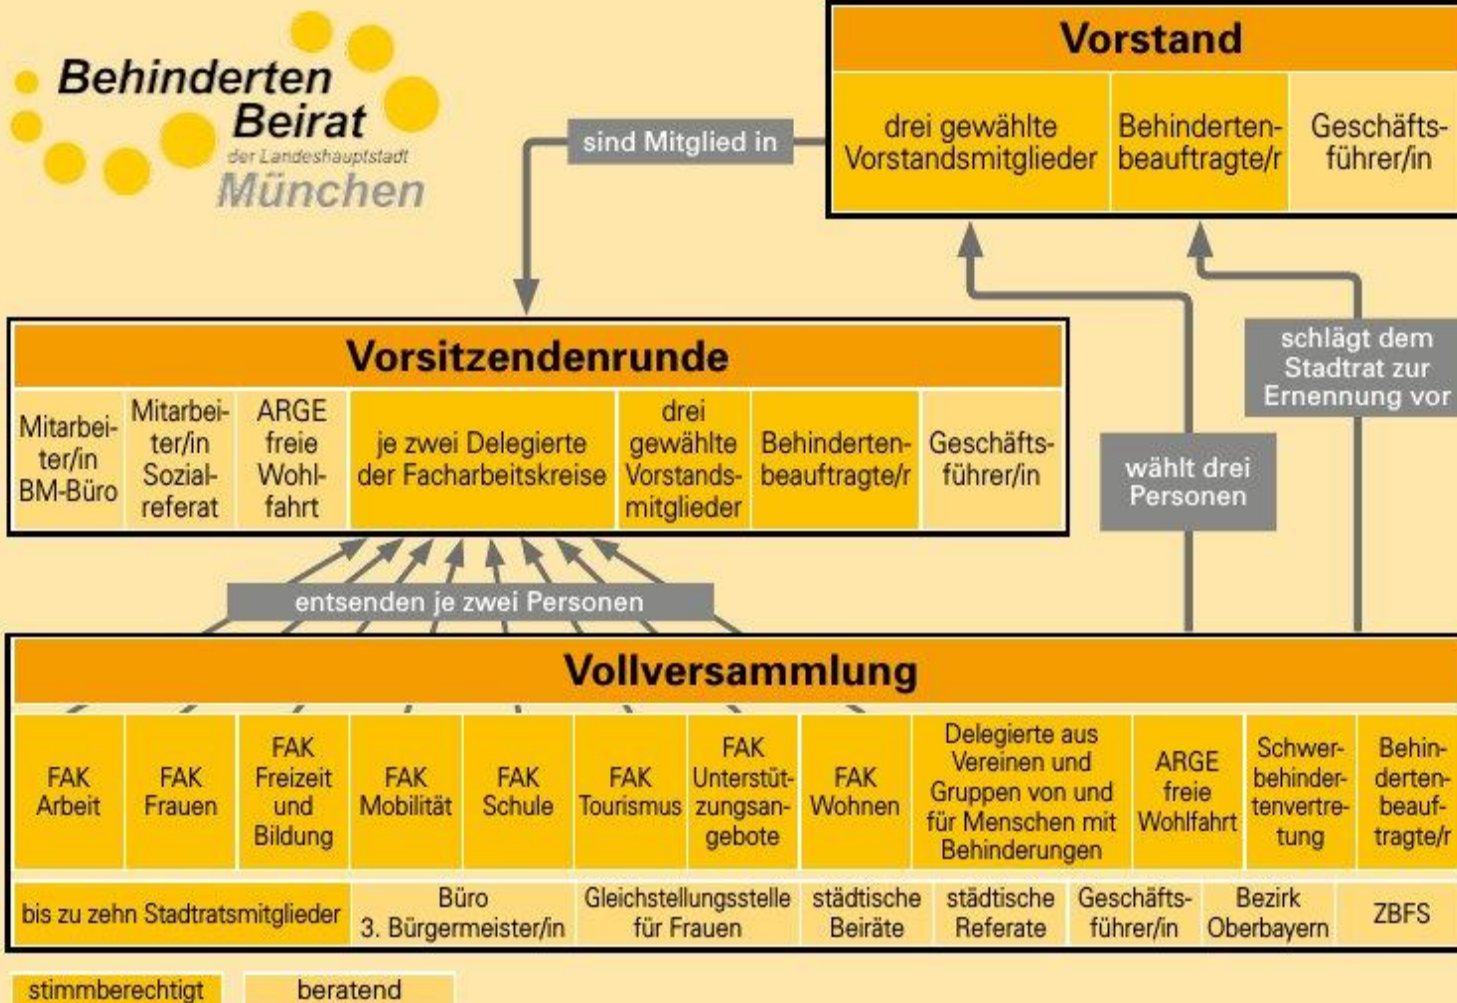 Behinderten
Beirat
der Landeshauptstadt
München
Vorstand
drei gewählte
Vorstandsmitglieder
Behinderten-
beauftragte/r
Geschäfts-
führer/in
sind Mitglied in
schlägt dem
Stadtrat zur
Ernennung vor
wählt drei
Personen
Vorsitzendenrunde
Mitarbei-
ter/in
BM-Büro
Mitarbei-
ter/in
Sozial-
referat
ARGE
freie
Wohl-
fahrt
je zwei Delegierte
der Facharbeitskreise
drei
gewählte
Vorstands-
mitglieder
Behinderten-
beauftragte/r
Geschäfts-
führer/in
entsenden je zwei Personen
Vollversammlung
FAK
Arbeit
FAK
Frauen
FAK
Freizeit
und
Bildung
FAK
Mobilität
FAK
Schule
FAK
Tourismus
FAK
Unterstüt-
zungsan-
gebote
FAK
Wohnen
Delegierte aus
Vereinen und
Gruppen von und
für Menschen mit
Behinderungen
ARGE
freie
Wohlfahrt
Schwer-
behinder-
tenvertre-
tung
Behin-
derten-
beauf-
tragte/r
bis zu zehn Stadtratsmitglieder
Büro
3. Bürgermeister/in
Gleichstellungsstelle
für Frauen
städtische
Beiräte
städtische
Referate
Geschäfts-
führer/in
Bezirk
Oberbayern
ZBFS
stimmberechtigt
beratend